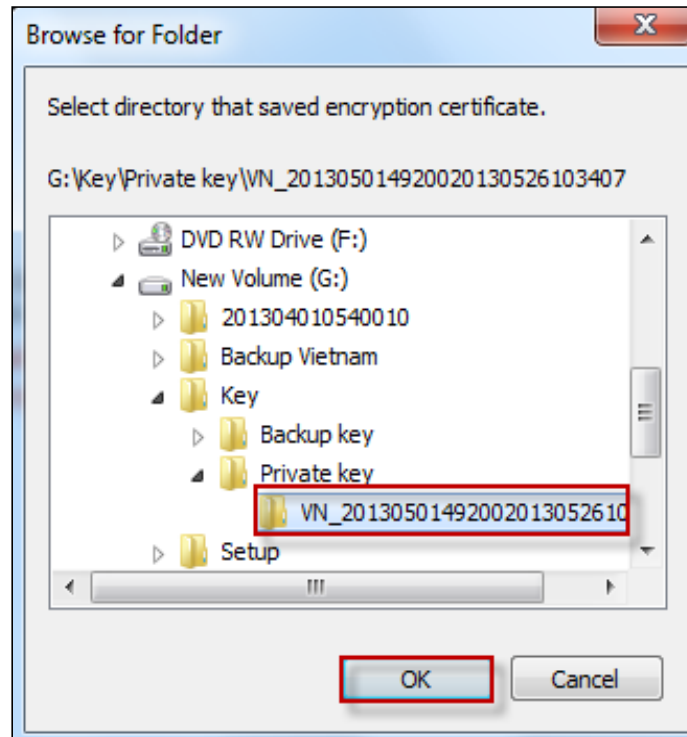 Browse for Folder
Select directory that saved encryption certificate.
G:\Key\Private key\VN_201305014920020130526103407
DVD RW Drive (F:)
New Volume (G:)
201304010540010
Backup Vietnam
Key
Backup key
Private key
VN_20130501492002013052610
Setup
OK Cancel